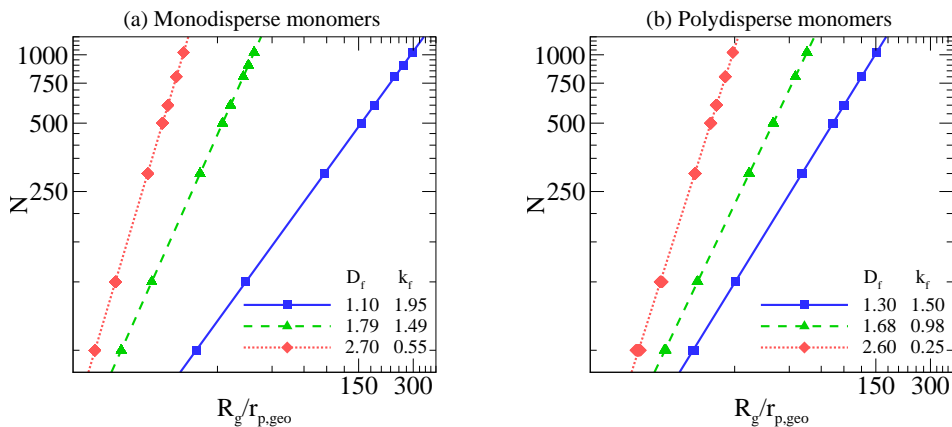 (a) Monodisperse monomers
1000
750
500
250
N
D_f k_f
1.10 1.95
1.79 1.49
2.70 0.55
150 300
R_g/r_p,geo
(b) Polydisperse monomers
1000
750
500
250
N
D_f k_f
1.30 1.50
1.68 0.98
2.60 0.25
150 300
R_g/r_p,geo